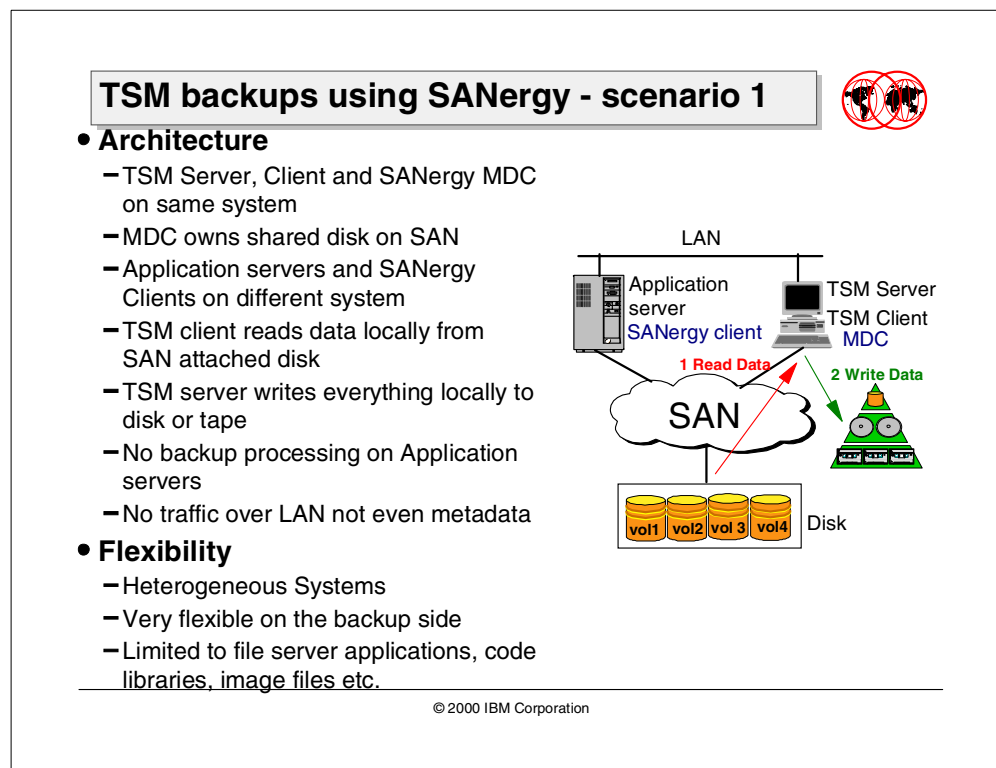 TSM backups using SANergy - scenario 1
• Architecture
– TSM Server, Client and SANergy MDC
on same system
– MDC owns shared disk on SAN
– Application servers and SANergy
Clients on different system
– TSM client reads data locally from
SAN attached disk
– TSM server writes everything locally to
disk or tape
– No backup processing on Application
servers
– No traffic over LAN not even metadata
• Flexibility
– Heterogeneous Systems
– Very flexible on the backup side
– Limited to file server applications, code
libraries, image files etc.
LAN
Application
server
SANergy client
TSM Server
TSM Client
MDC
1 Read Data
2 Write Data
SAN
vol1
vol2
vol 3
vol4
Disk
© 2000 IBM Corporation